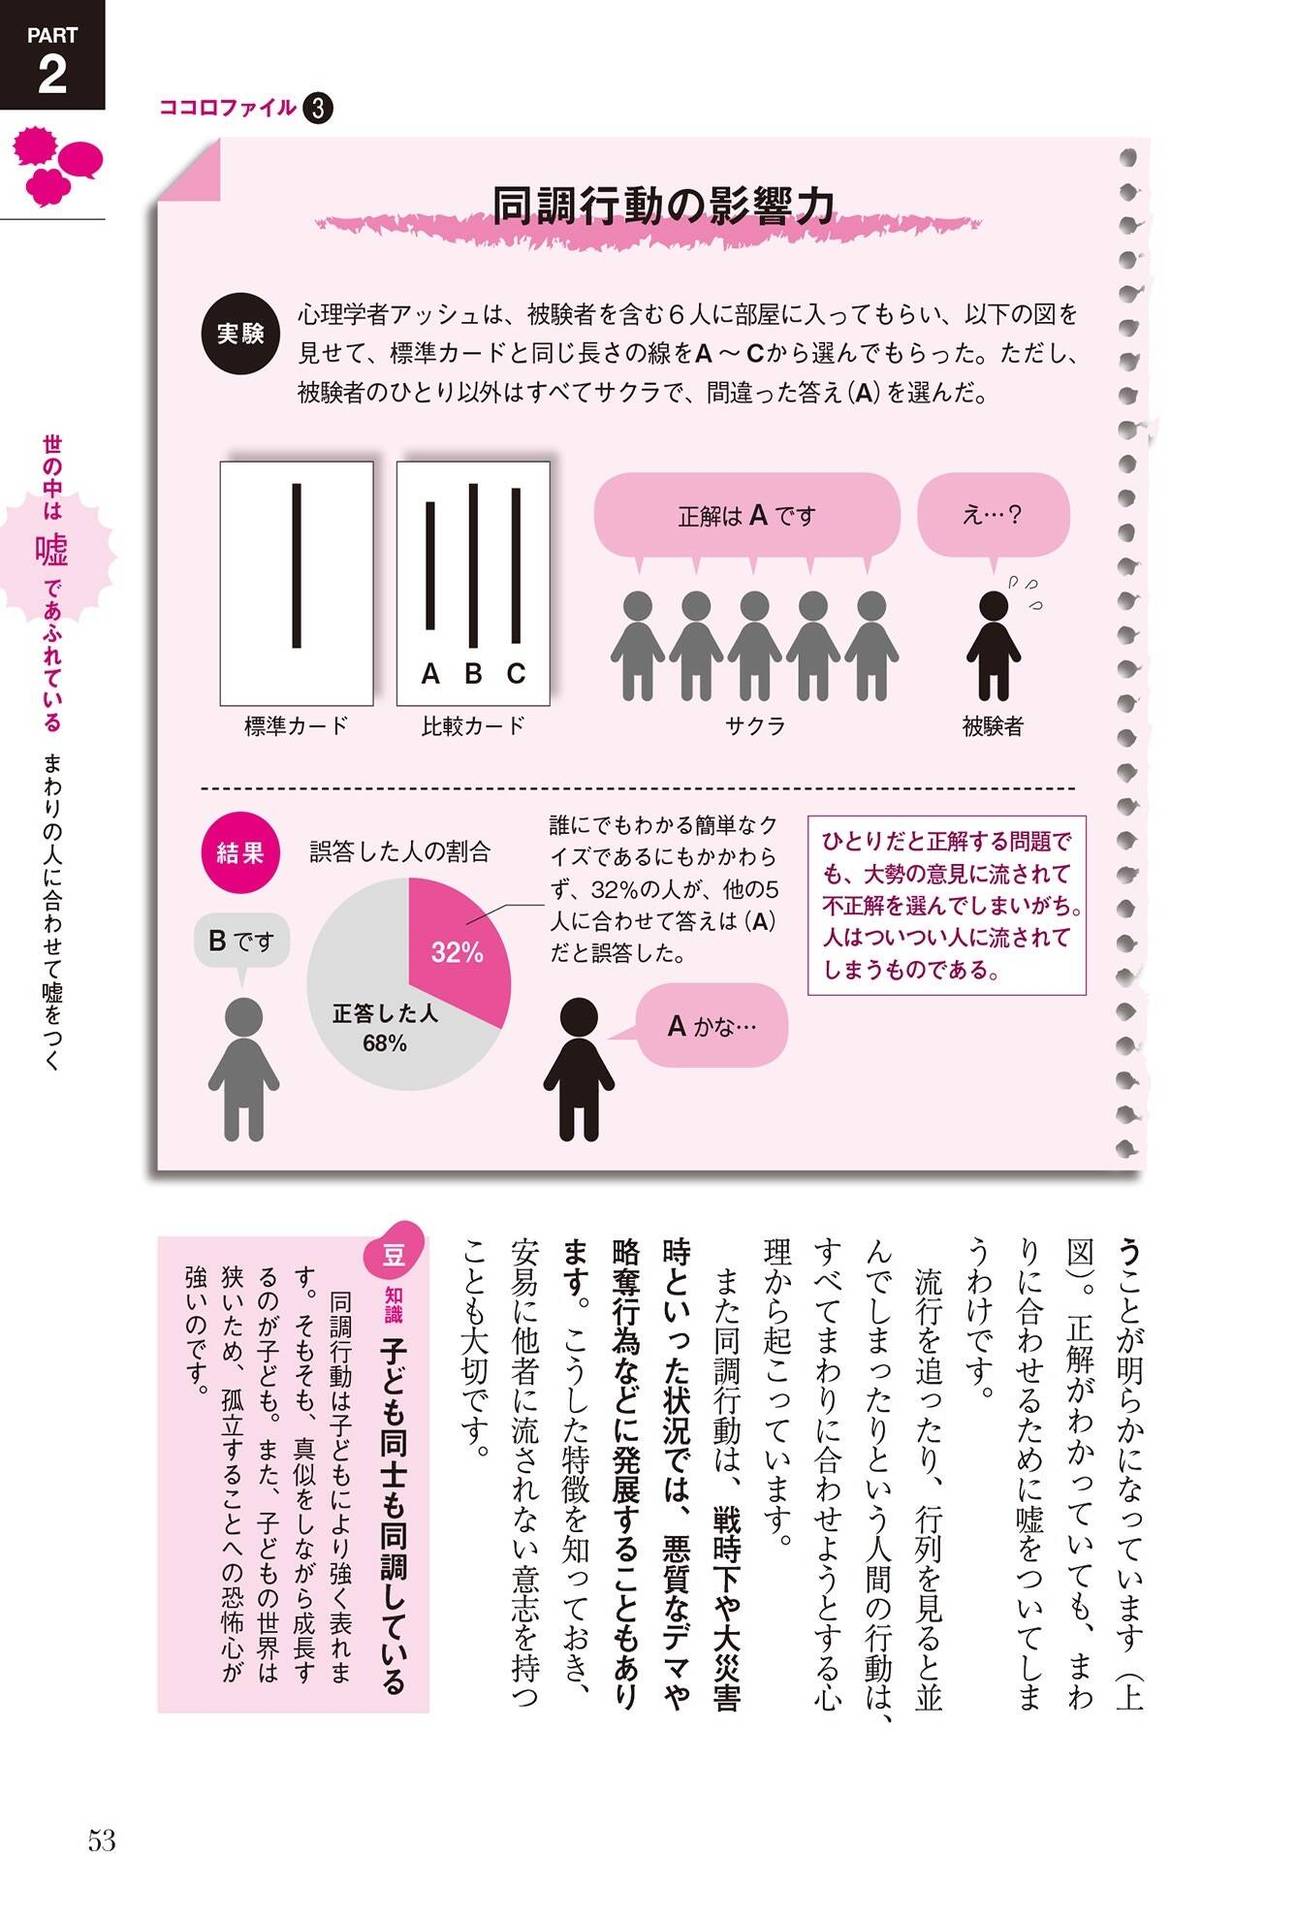 PART
2
ココロファイル❸
同調行動の影響力
実験
心理学者アッシュは、被験者を含む6人に部屋に入ってもらい、以下の図を
見せて、標準カードと同じ長さの線をA～Cから選んでもらった。ただし、
被験者のひとり以外はすべてサクラで、間違った答え(A)を選んだ。
A B C
標準カード
比較カード
正解はAです
え…？
サクラ
被験者
結果
誤答した人の割合
Bです
32%
正答した人
68%
誰にでもわかる簡単なク
イズであるにもかかわら
ず、32%の人が、他の5
人に合わせて答えは(A)
だと誤答した。
Aかな…
ひとりだと正解する問題で
も、大勢の意見に流されて
不正解を選んでしまいがち。
人はついつい人に流されて
しまうものである。
世の中は嘘であふれている まわりの人に合わせて嘘をつく
うことが明らかになっています（上
図）。正解がわかっていても、まわ
りに合わせるために嘘をついてしま
うわけです。
流行を追ったり、行列を見ると並
んでしまったりという人間の行動は、
すべてまわりに合わせようとする心
理から起こっています。
また同調行動は、戦時下や大災害
時といった状況では、悪質なデマや
略奪行為などに発展することもあり
ます。こうした特徴を知っておき、
安易に他者に流されない意志を持つ
ことも大切です。
豆知識 子ども同士も同調している
同調行動は子どもにより強く表れま
す。そもそも、真似をしながら成長す
るのが子ども。また、子どもの世界は
狭いため、孤立することへの恐怖心が
強いのです。
53